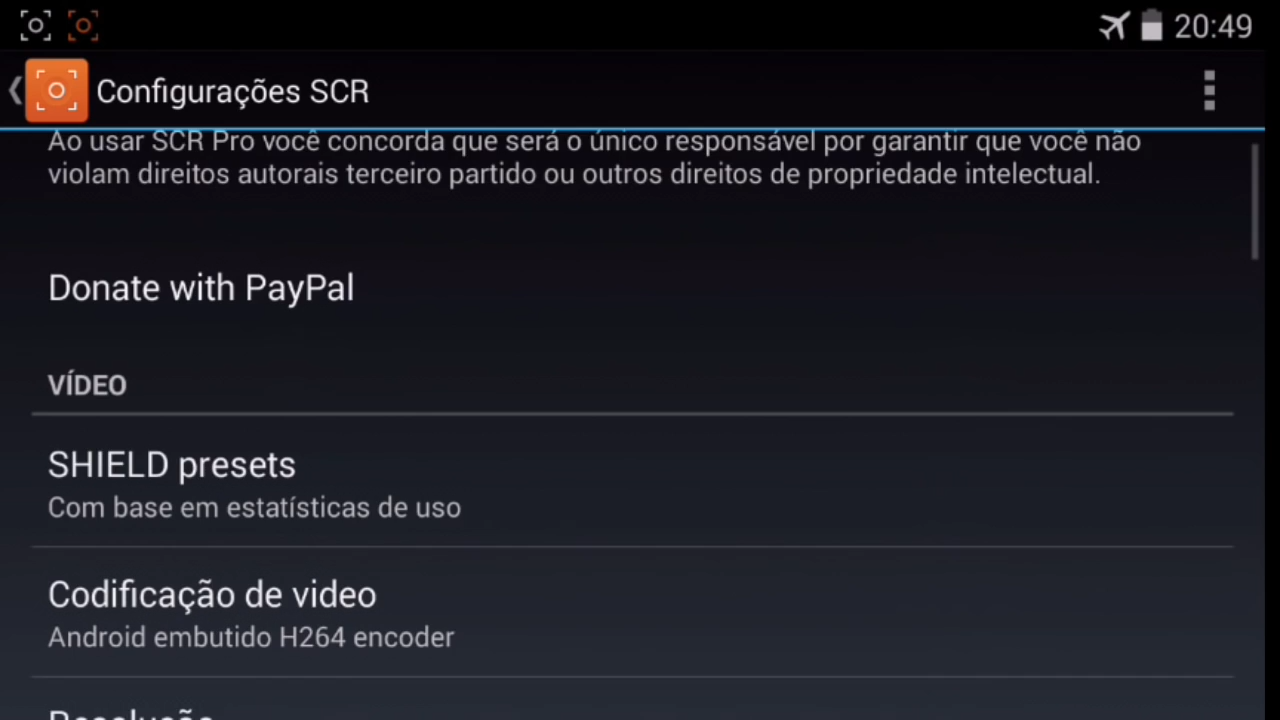 20:49
Configurações SCR
Ao usar SCR Pro você concorda que será o único responsável por garantir que você não
violam direitos autorais terceiro partido ou outros direitos de propriedade intelectual.
Donate with PayPal
VÍDEO
SHIELD presets
Com base em estatísticas de uso
Codificação de video
Android embutido H264 encoder
Resolução